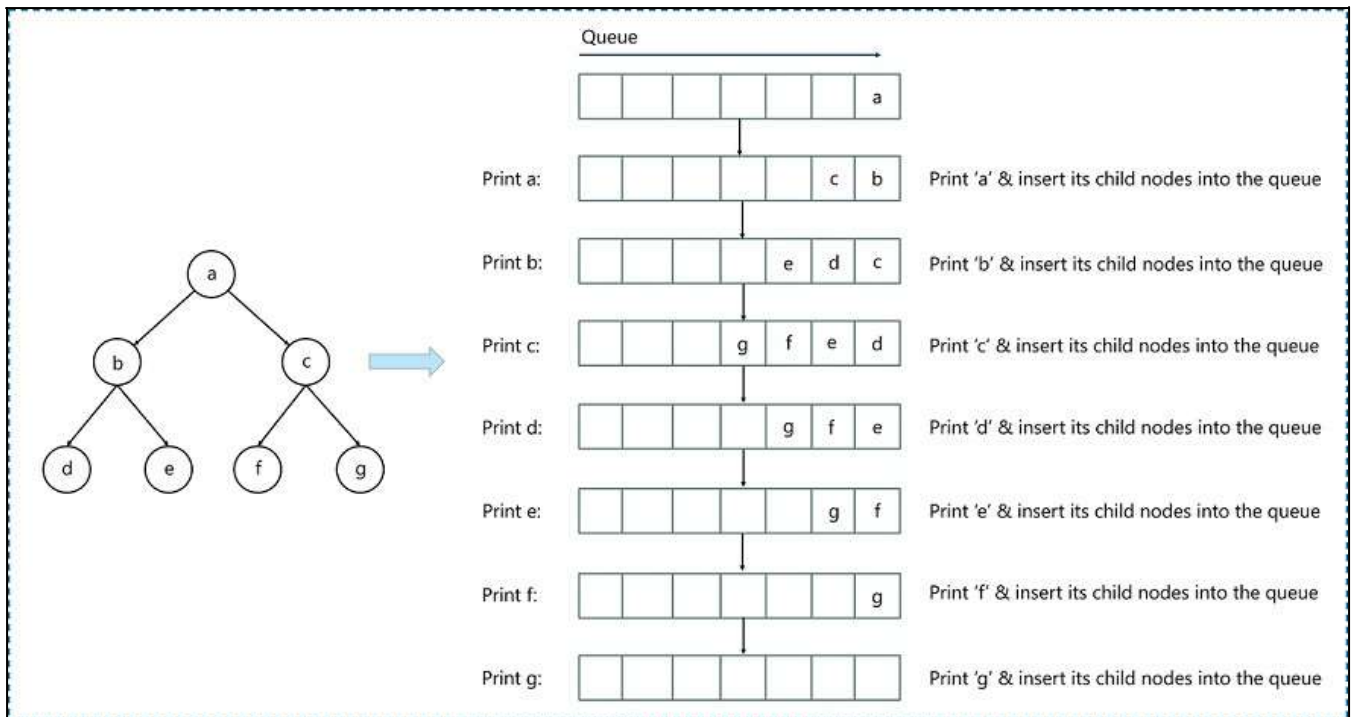 Queue
a
Print a: c b Print 'a' & insert its child nodes into the queue
Print b: e d c Print 'b' & insert its child nodes into the queue
Print c: g f e d Print 'c' & insert its child nodes into the queue
Print d: g f e Print 'd' & insert its child nodes into the queue
Print e: g f Print 'e' & insert its child nodes into the queue
Print f: g Print 'f' & insert its child nodes into the queue
Print g: Print 'g' & insert its child nodes into the queue
a
b c
d e f g